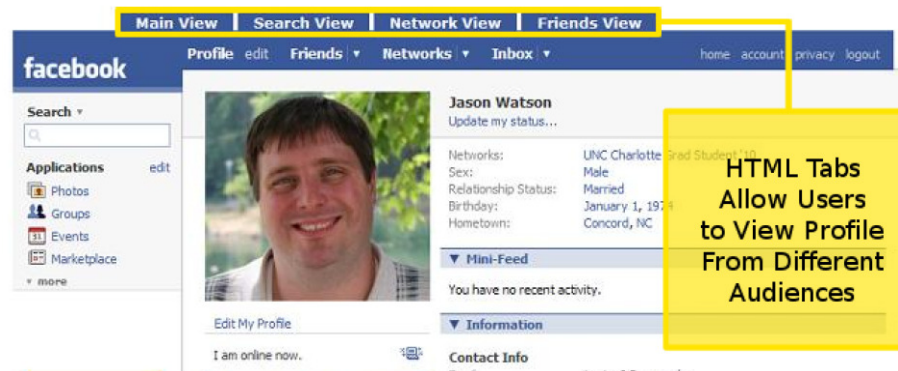 Main View Search View Network View Friends View
facebook
Profile edit Friends ▾ Networks ▾ Inbox ▾ home account privacy logout
Search ▾
Applications edit
Photos
Groups
31 Events
Marketplace
▾ more
Edit My Profile
I am online now.
Jason Watson
Update my status...
Networks: UNC Charlotte Grad Student '10
Sex: Male
Relationship Status: Married
Birthday: January 1, 1974
Hometown: Concord, NC
▼ Mini-Feed
You have no recent activity.
▼ Information
Contact Info
HTML Tabs
Allow Users
to View Profile
From Different
Audiences